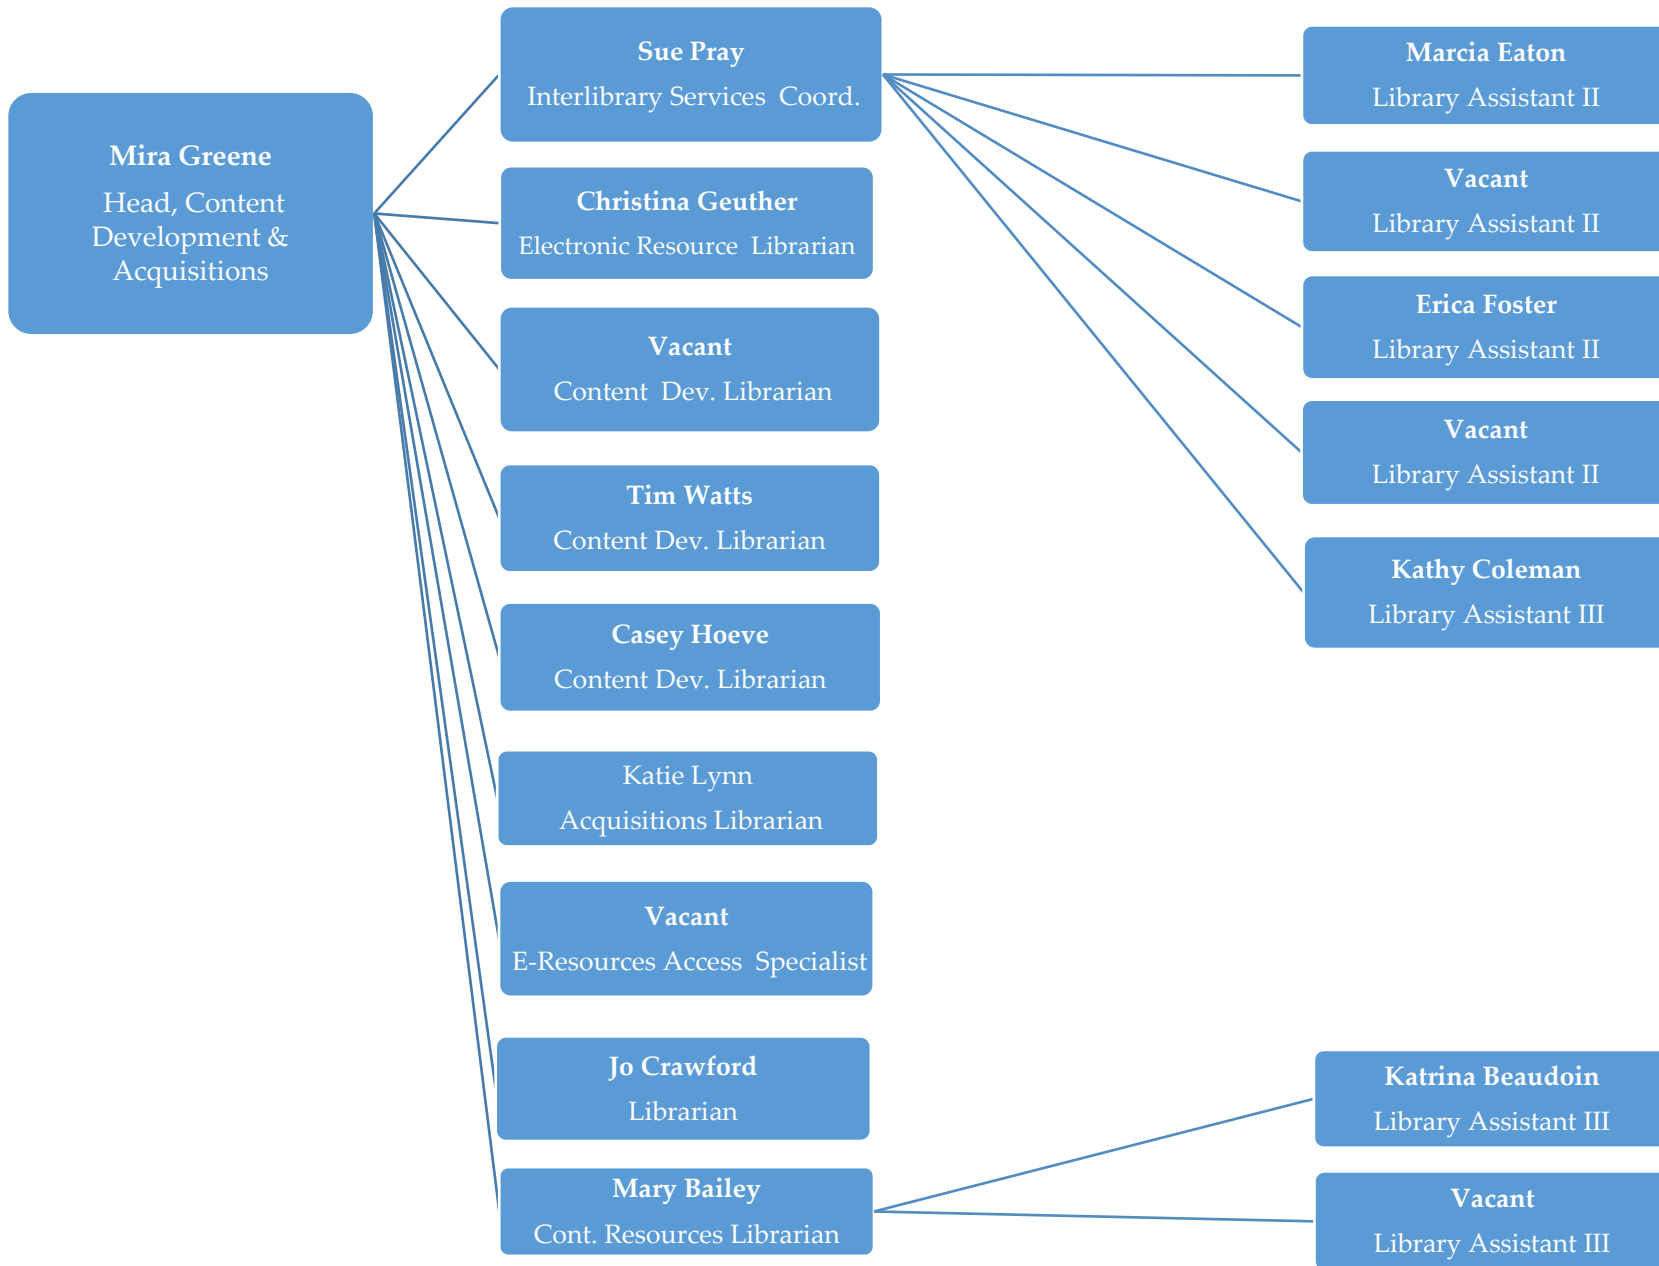 Mira Greene
Head, Content
Development &
Acquisitions
Sue Pray
Interlibrary Services Coord.
Christina Geuther
Electronic Resource Librarian
Vacant
Content Dev. Librarian
Tim Watts
Content Dev. Librarian
Casey Hoeve
Content Dev. Librarian
Katie Lynn
Acquisitions Librarian
Vacant
E-Resources Access Specialist
Jo Crawford
Librarian
Mary Bailey
Cont. Resources Librarian
Marcia Eaton
Library Assistant II
Vacant
Library Assistant II
Erica Foster
Library Assistant II
Vacant
Library Assistant II
Kathy Coleman
Library Assistant III
Katrina Beaudoin
Library Assistant III
Vacant
Library Assistant III